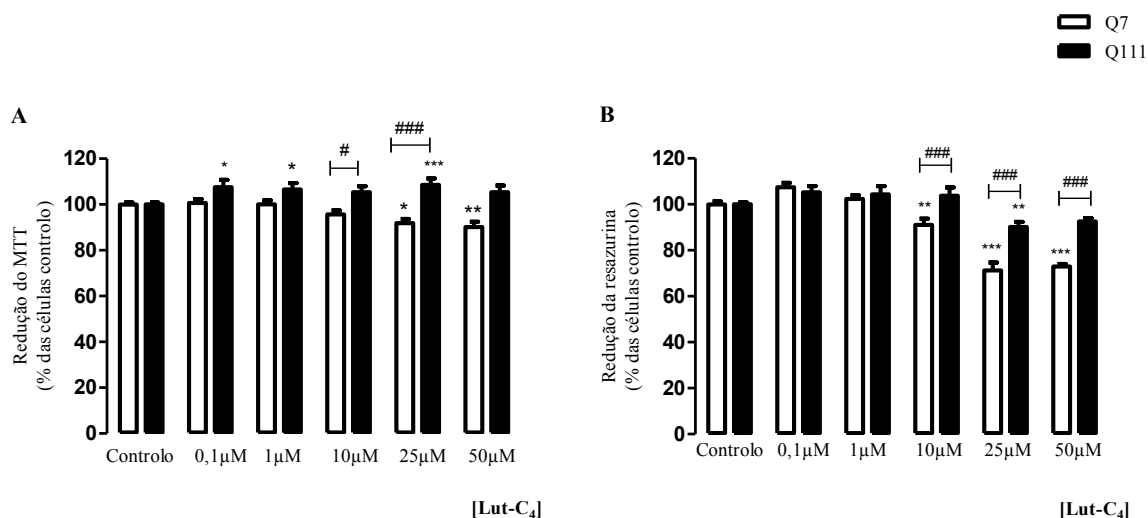 Q7
Q111
A
Redução do MTT
(% das células controlo)
120
100
80
60
40
20
0
* * # ### ***
* **
Controlo 0,1µM 1µM 10µM 25µM 50µM
[Lut-C₄]
B
Redução da resazurina
(% das células controlo)
120
100
80
60
40
20
0
### ### ###
** *** ** ***
Controlo 0,1µM 1µM 10µM 25µM 50µM
[Lut-C₄]